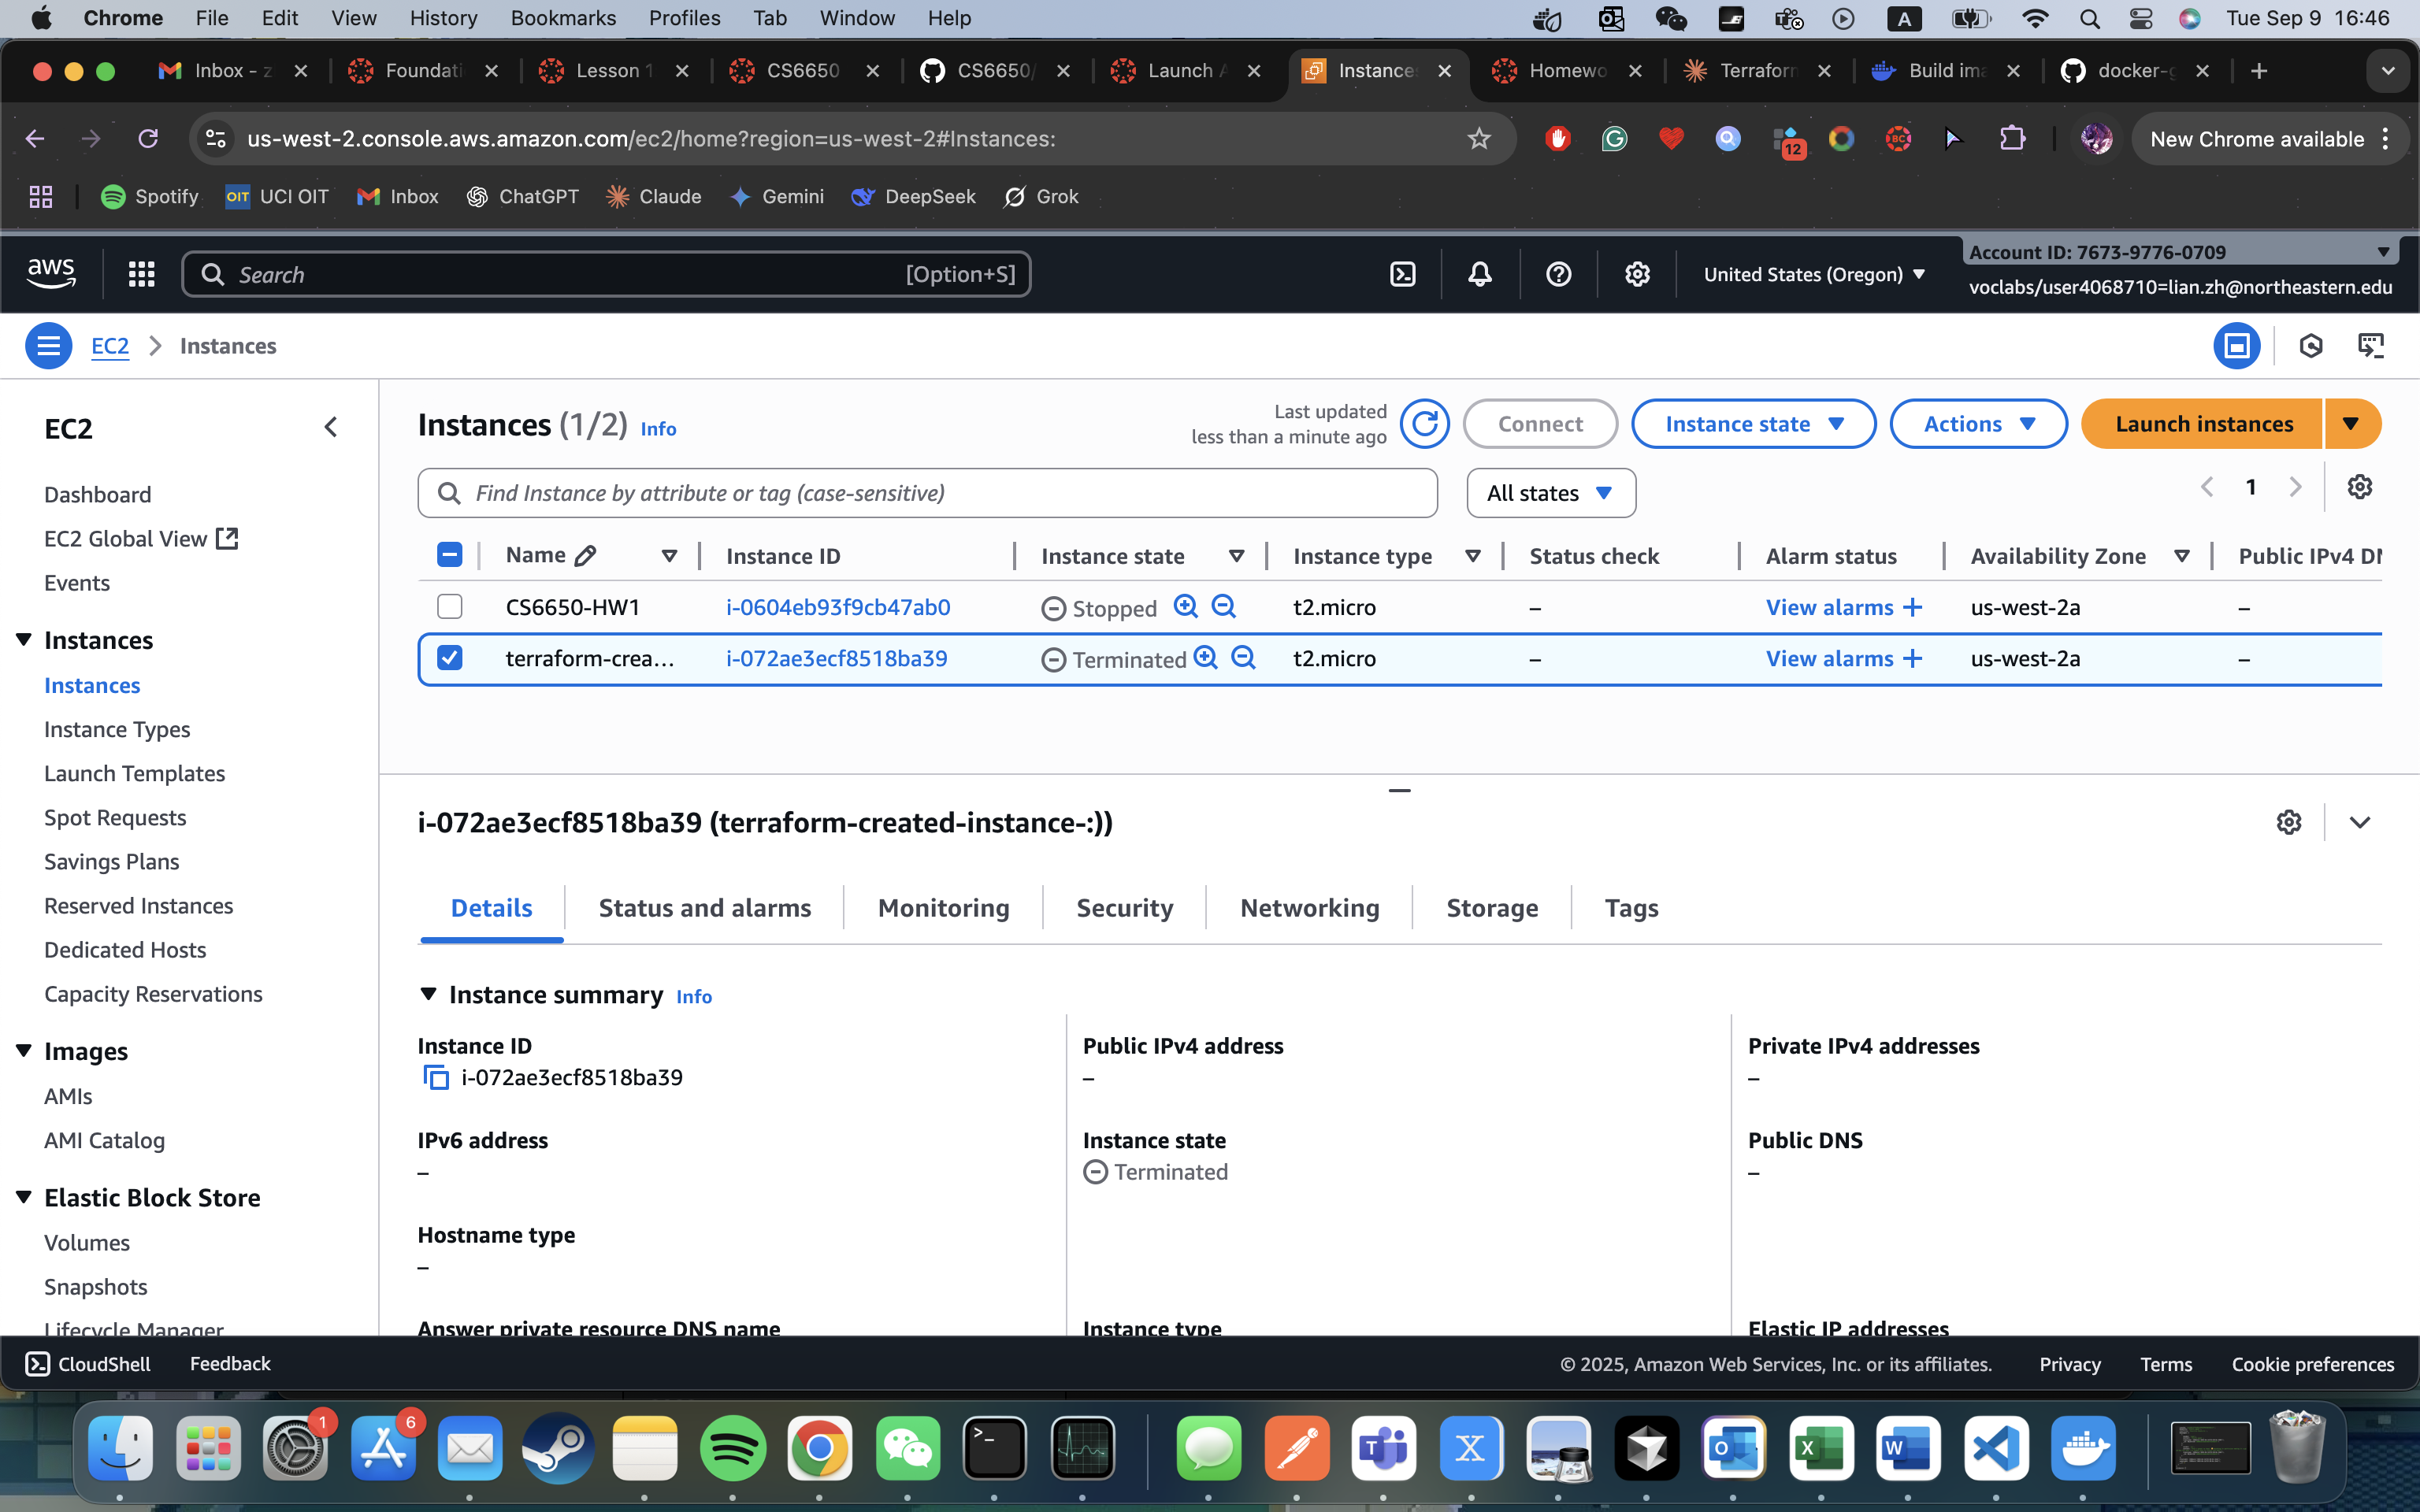 Chrome File Edit View History Bookmarks Profiles Tab Window Help A Tue Sep 9 16:46
Inbox - z Foundati Lesson 1 CS6650 CS6650/ Launch A Instance Homewo Terraform Build ima docker-g
us-west-2.console.aws.amazon.com/ec2/home?region=us-west-2#Instances: 12 BC New Chrome available
Spotify OIT UCI OIT Inbox ChatGPT Claude Gemini DeepSeek Grok
aws Search [Option+S] United States (Oregon) Account ID: 7673-9776-0709
voclabs/user4068710=lian.zh@northeastern.edu
EC2 Instances
EC2
Dashboard
EC2 Global View
Events
Instances
Instances
Instance Types
Launch Templates
Spot Requests
Savings Plans
Reserved Instances
Dedicated Hosts
Capacity Reservations
Images
AMIs
AMI Catalog
Elastic Block Store
Volumes
Snapshots
Lifecycle Manager
Instances (1/2) Info
Last updated
less than a minute ago
Connect Instance state Actions Launch instances
Find Instance by attribute or tag (case-sensitive) All states 1
Name Instance ID Instance state Instance type Status check Alarm status Availability Zone Public IPv4 DN
CS6650-HW1 i-0604eb93f9cb47ab0 Stopped t2.micro – View alarms + us-west-2a –
terraform-crea... i-072ae3ecf8518ba39 Terminated t2.micro – View alarms + us-west-2a –
i-072ae3ecf8518ba39 (terraform-created-instance-:))
Details Status and alarms Monitoring Security Networking Storage Tags
Instance summary Info
Instance ID
i-072ae3ecf8518ba39
Public IPv4 address
–
Private IPv4 addresses
–
IPv6 address
–
Instance state
Terminated
Public DNS
–
Hostname type
–
Answer private resource DNS name
Instance type
Elastic IP addresses
CloudShell Feedback © 2025, Amazon Web Services, Inc. or its affiliates. Privacy Terms Cookie preferences
1 6